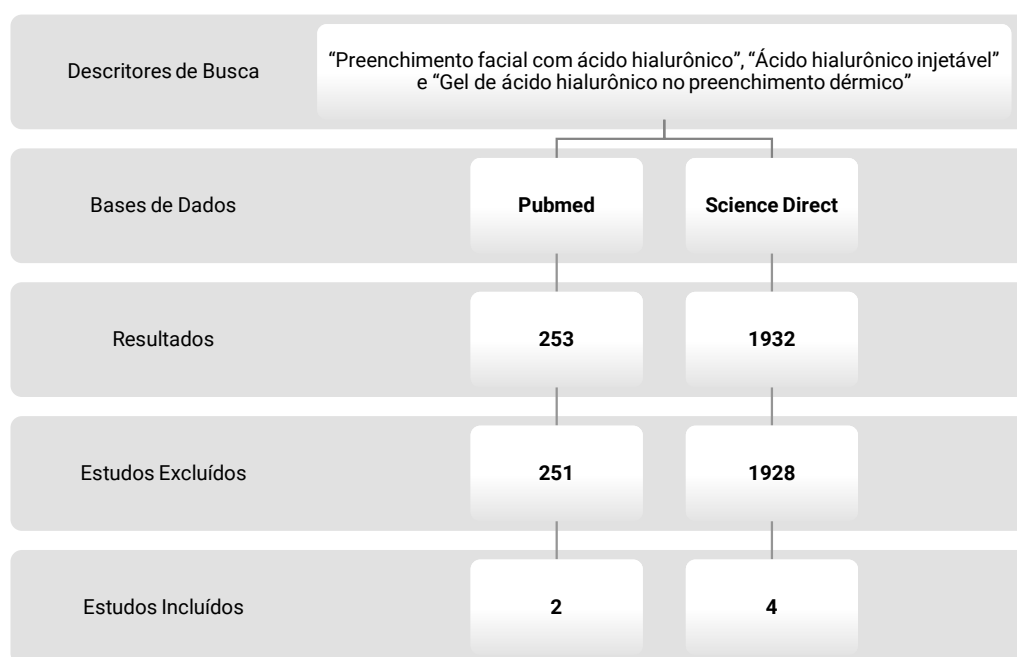 Descritores de Busca
“Preenchimento facial com ácido hialurônico”, “Ácido hialurônico injetável”
e “Gel de ácido hialurônico no preenchimento dérmico”
Bases de Dados
Pubmed
Science Direct
Resultados
253
1932
Estudos Excluídos
251
1928
Estudos Incluídos
2
4